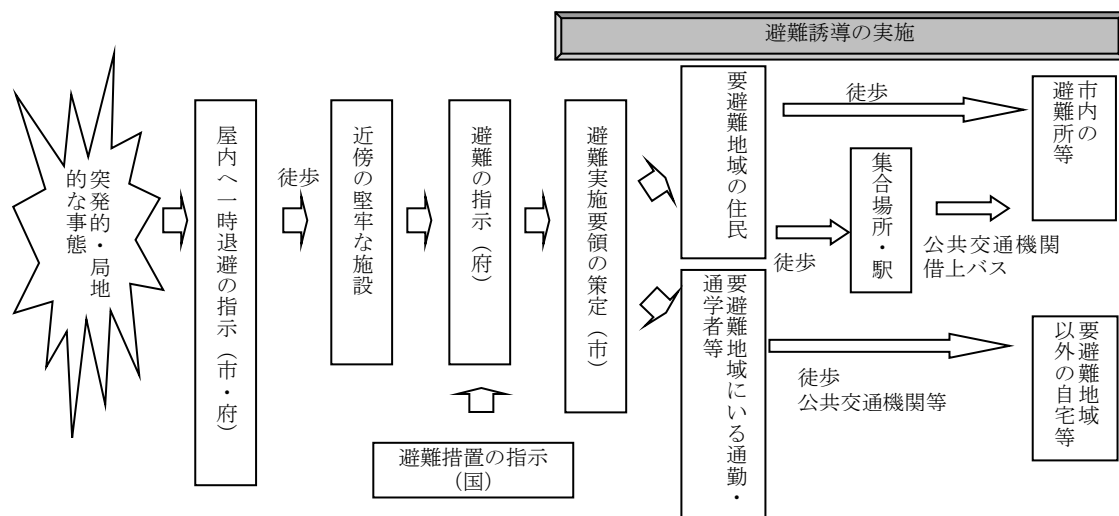 避難誘導の実施
突発的・局地
的な事態
屋内へ一時退避の指示（市・府）
徒歩
近傍の堅牢な施設
避難の指示（府）
避難措置の指示
（国）
避難実施要領の策定（市）
要避難地域の住民
徒歩
市内の
避難所等
徒歩
集合場所・駅
公共交通機関
借上バス
要避難地域にいる通勤・
通学者等
徒歩
公共交通機関等
要避難地域
以外の自宅等